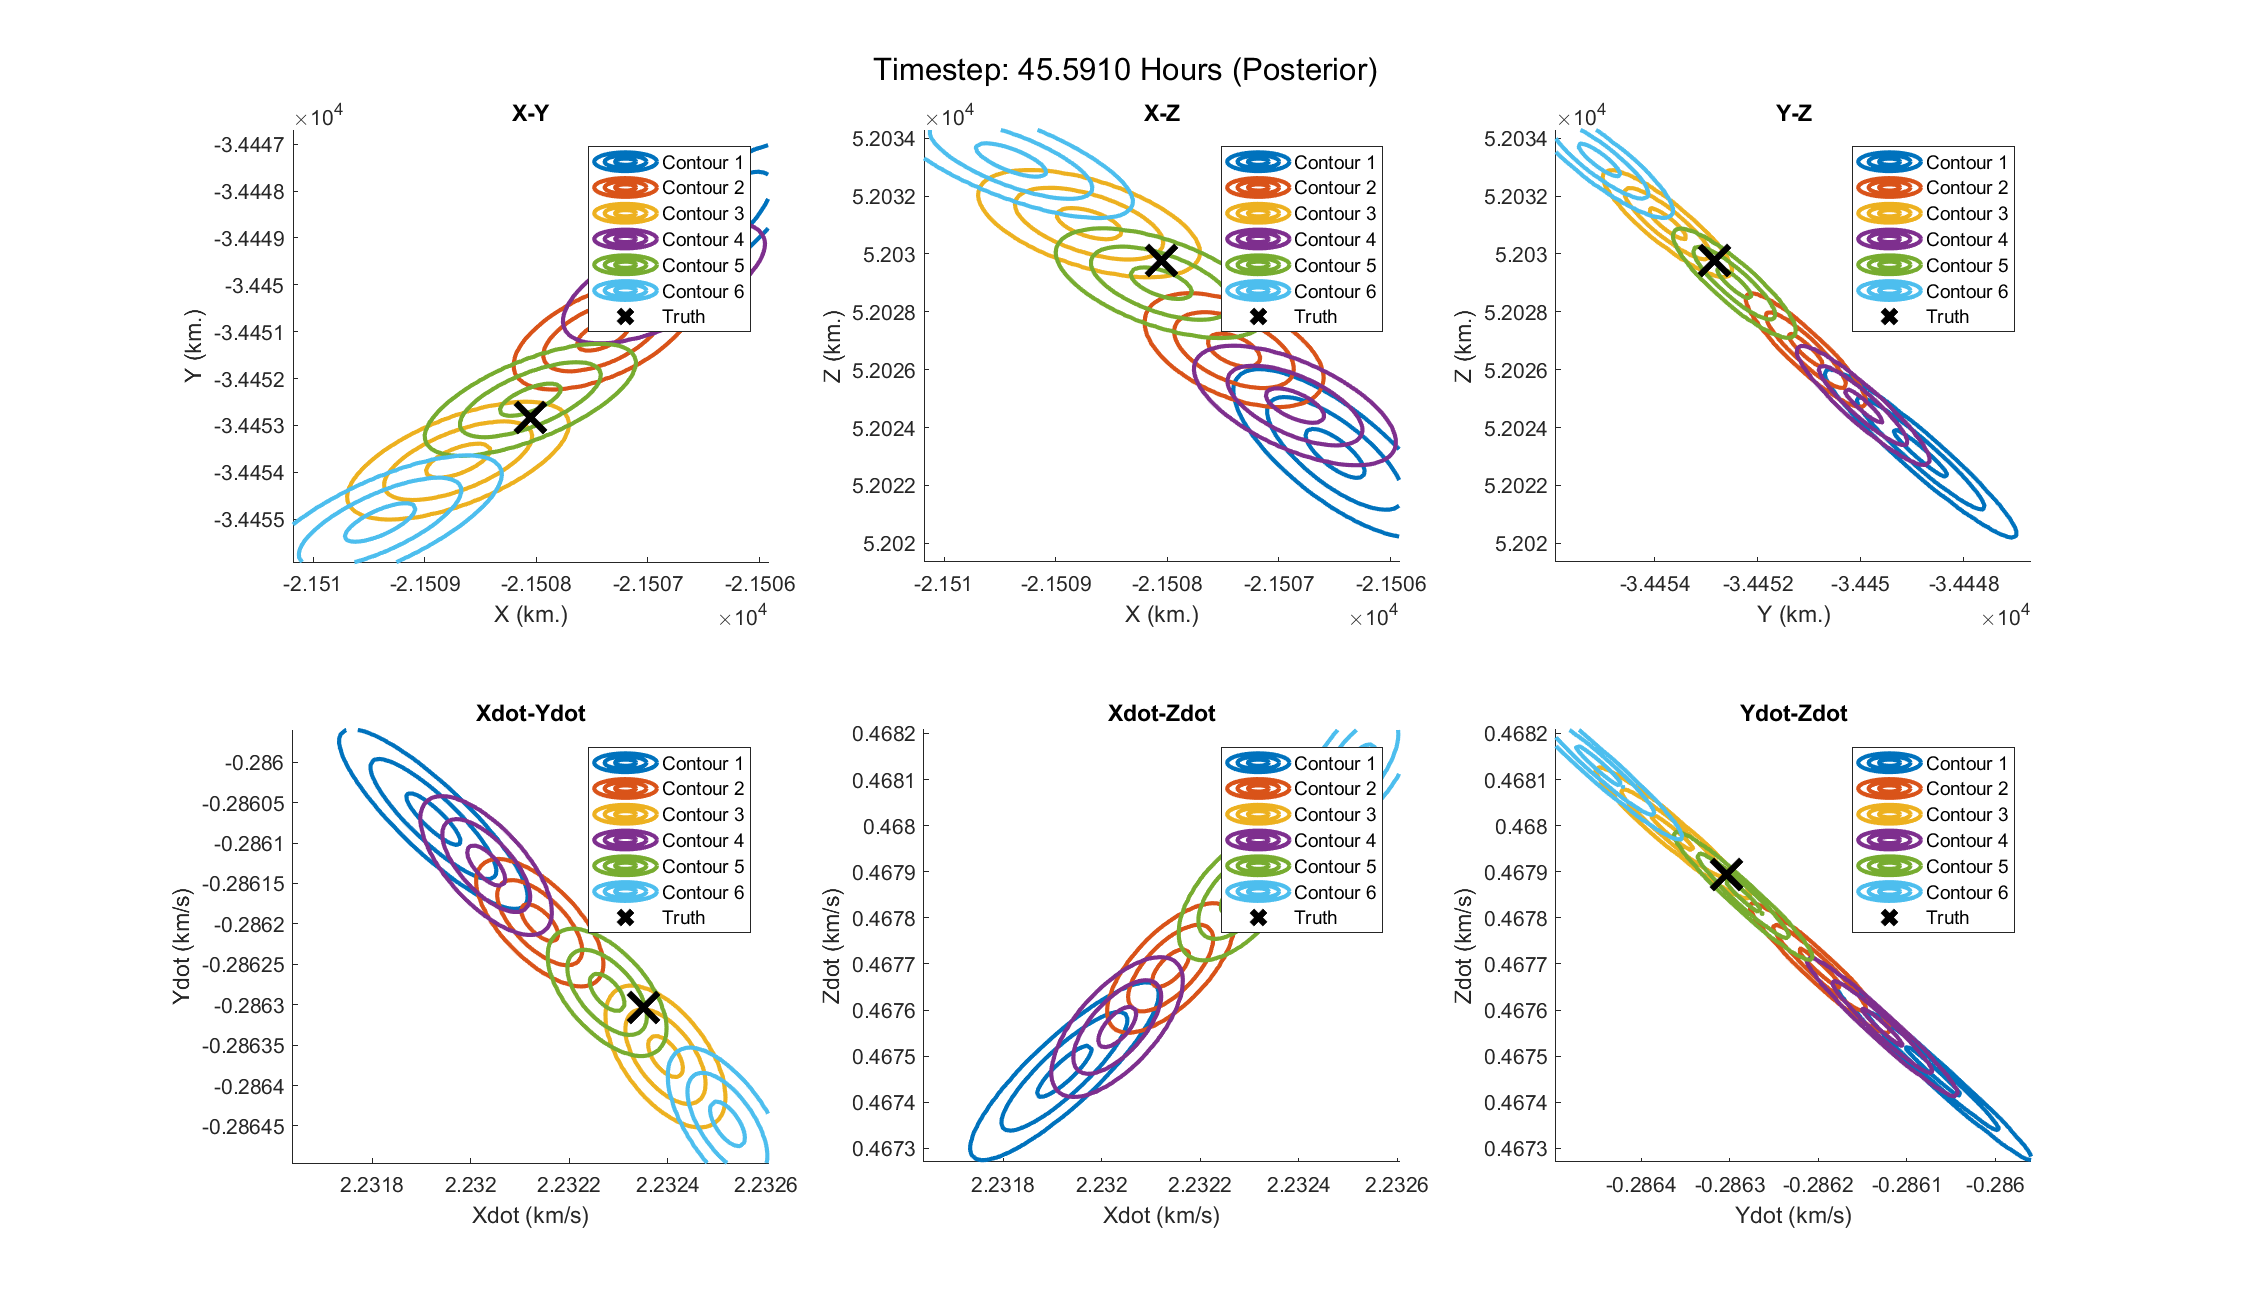 Timestep: 45.5910 Hours (Posterior)
X-Y
×10⁴
-3.4447
-3.4448
-3.4449
-3.445
-3.4451
-3.4452
-3.4453
-3.4454
-3.4455
Y (km.)
-2.151
-2.1509
-2.1508
-2.1507
-2.1506
X (km.)
×10⁴
Contour 1
Contour 2
Contour 3
Contour 4
Contour 5
Contour 6
Truth
X-Z
×10⁴
5.2034
5.2032
5.203
5.2028
5.2026
5.2024
5.2022
5.202
Z (km.)
-2.151
-2.1509
-2.1508
-2.1507
-2.1506
X (km.)
×10⁴
Contour 1
Contour 2
Contour 3
Contour 4
Contour 5
Contour 6
Truth
Y-Z
×10⁴
5.2034
5.2032
5.203
5.2028
5.2026
5.2024
5.2022
5.202
Z (km.)
-3.4454
-3.4452
-3.445
-3.4448
Y (km.)
×10⁴
Contour 1
Contour 2
Contour 3
Contour 4
Contour 5
Contour 6
Truth
Xdot-Ydot
-0.286
-0.28605
-0.2861
-0.28615
-0.2862
-0.28625
-0.2863
-0.28635
-0.2864
-0.28645
Ydot (km/s)
2.2318
2.232
2.2322
2.2324
2.2326
Xdot (km/s)
Contour 1
Contour 2
Contour 3
Contour 4
Contour 5
Contour 6
Truth
Xdot-Zdot
0.4682
0.4681
0.468
0.4679
0.4678
0.4677
0.4676
0.4675
0.4674
0.4673
Zdot (km/s)
2.2318
2.232
2.2322
2.2324
2.2326
Xdot (km/s)
Contour 1
Contour 2
Contour 3
Contour 4
Contour 5
Contour 6
Truth
Ydot-Zdot
0.4682
0.4681
0.468
0.4679
0.4678
0.4677
0.4676
0.4675
0.4674
0.4673
Zdot (km/s)
-0.2864
-0.2863
-0.2862
-0.2861
-0.286
Ydot (km/s)
Contour 1
Contour 2
Contour 3
Contour 4
Contour 5
Contour 6
Truth